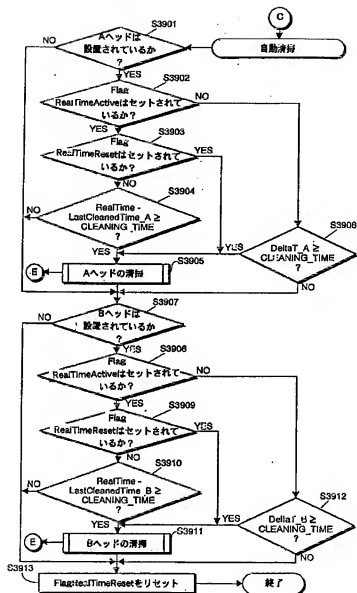 C
自動清掃
S3901
Aヘッドは
設置されているか
?
NO
YES
S3902
Flag
RealTimeActiveはセットされて
いるか?
NO
YES
S3903
Flag
RealTimeResetはセットされて
いるか?
YES
NO
S3904
RealTime -
LastCleanedTime_A ≥
CLEANING_TIME
?
NO
YES
S3906
DeltaT_A ≥
CLEANING_TIME
?
YES
NO
S3905
Aヘッドの清掃
E
S3907
Bヘッドは
設置されているか
?
NO
YES
S3908
Flag
RealTimeActiveはセットされて
いるか?
NO
YES
S3909
Flag
RealTimeResetはセットされて
いるか?
YES
NO
S3910
RealTime -
LastCleanedTime_B ≥
CLEANING_TIME
?
NO
YES
S3912
DeltaT_B ≥
CLEANING_TIME
?
YES
NO
S3911
Bヘッドの清掃
E
S3913
FlagRealTimeResetをリセット
終了